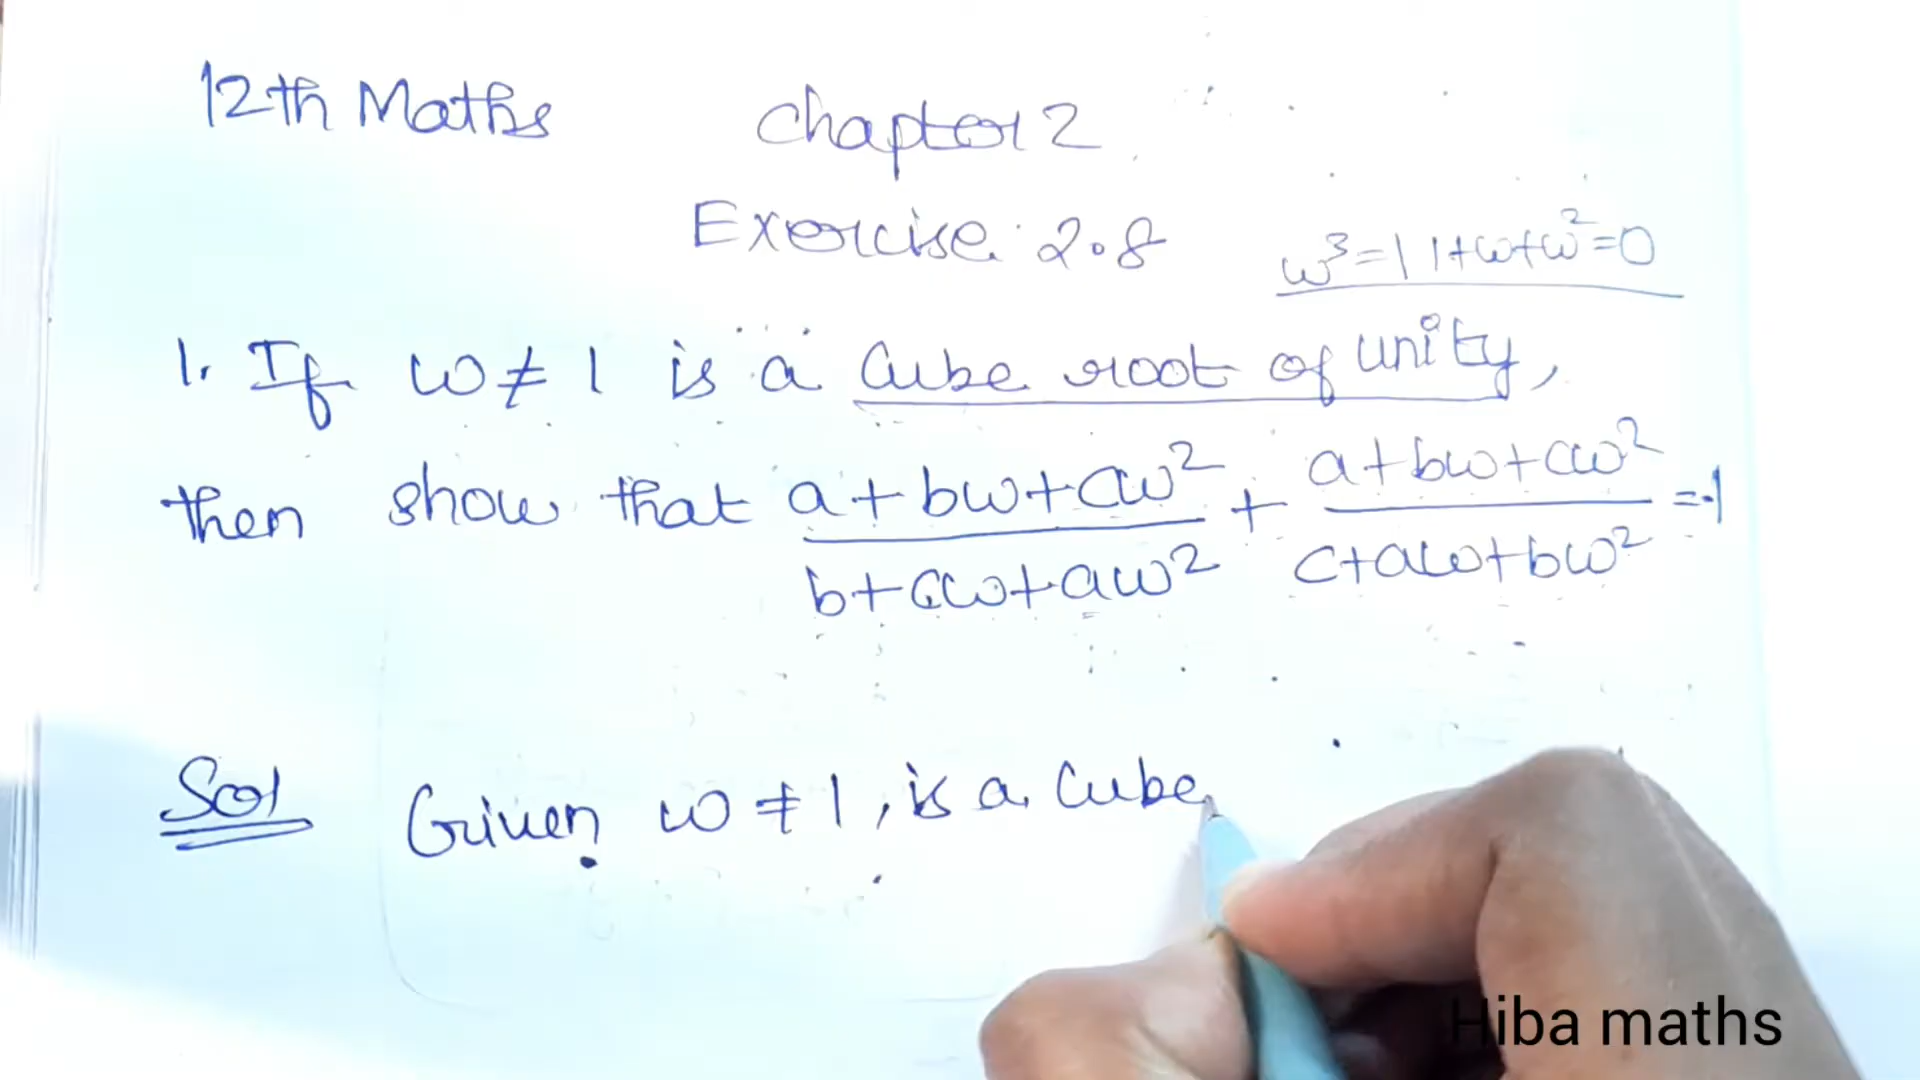 12th Maths Chapter 2
Exercise 2.8
ω³=1 1+ω+ω²=0
1. If ω≠1 is a Cube root of unity,
then show that (a+bω+cω²)/(b+cω+aω²) + (a+bω+cω²)/(c+aω+bω²) =-1
Sol Given ω≠1, is a Cube
Hiba maths